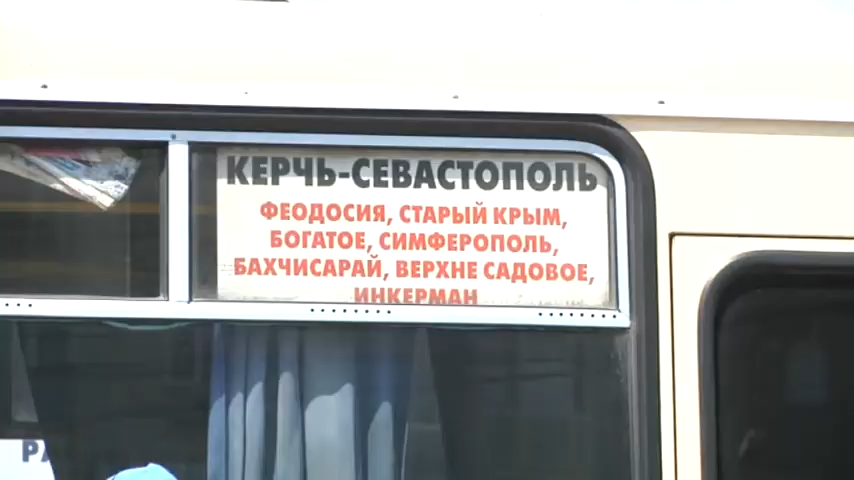 КЕРЧЬ-СЕВАСТОПОЛЬ
ФЕОДОСИЯ, СТАРЫЙ КРЫМ,
БОГАТОЕ, СИМФЕРОПОЛЬ,
БАХЧИСАРАЙ, ВЕРХНЕ САДОВОЕ,
ИНКЕРМАН